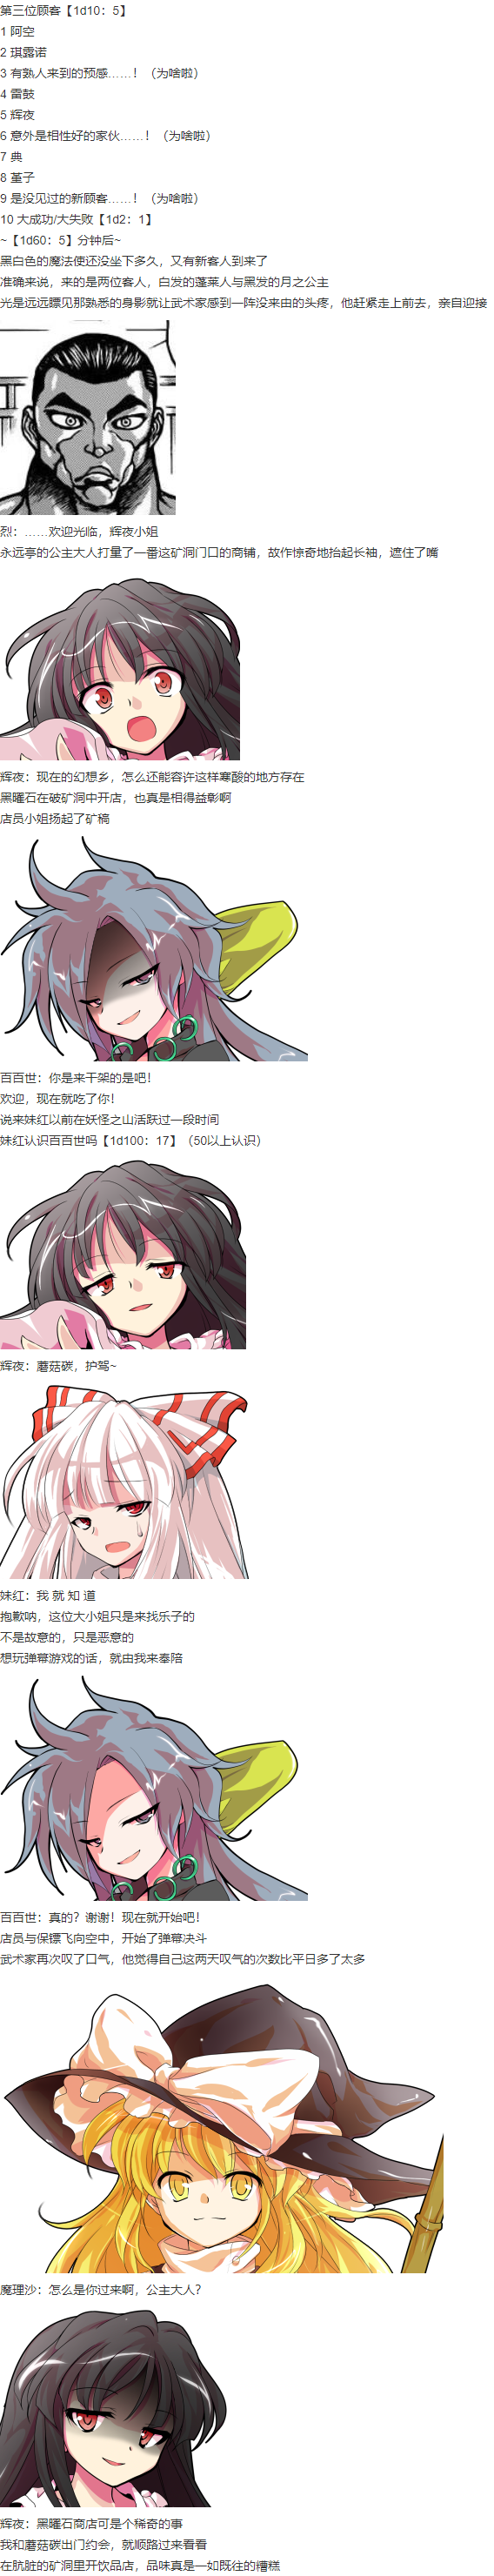 第三位顾客【1d10：5】
1 阿空
2 琪露诺
3 有熟人来到的预感……！（为啥啦）
4 雷鼓
5 辉夜
6 意外是相性好的家伙……！（为啥啦）
7 典
8 堇子
9 是没见过的新顾客……！（为啥啦）
10 大成功/大失败【1d2：1】
~【1d60：5】分钟后~
黑白色的魔法使还没坐下多久，又有新客人到来了
准确来说，来的是两位客人，白发的蓬莱人与黑发的月之公主
光是远远瞟见那熟悉的身影就让武术家感到一阵没来由的头疼，他赶紧走上前去，亲自迎接
烈：……欢迎光临，辉夜小姐
永远亭的公主大人打量了一番这矿洞门口的商铺，故作惊奇地抬起长袖，遮住了嘴
辉夜：现在的幻想乡，怎么还能容许这样寒酸的地方存在
黑曜石在破矿洞中开店，也真是相得益彰啊
店员小姐扬起了矿稿
百百世：你是来干架的是吧！
欢迎，现在就吃了你！
说来妹红以前在妖怪之山活跃过一段时间
妹红认识百百世吗【1d100：17】（50以上认识）
辉夜：蘑菇碳，护驾~
妹红：我 就 知 道
抱歉呐，这位大小姐只是来找乐子的
不是故意的，只是恶意的
想玩弹幕游戏的话，就由我来奉陪
百百世：真的？谢谢！现在就开始吧！
店员与保镖飞向空中，开始了弹幕决斗
武术家再次叹了口气，他觉得自己这两天叹气的次数比平日多了太多
魔理沙：怎么是你过来啊，公主大人？
辉夜：黑曜石商店可是个稀奇的事
我和蘑菇碳出门约会，就顺路过来看看
在肮脏的矿洞里开饮品店，品味真是一如既往的糟糕